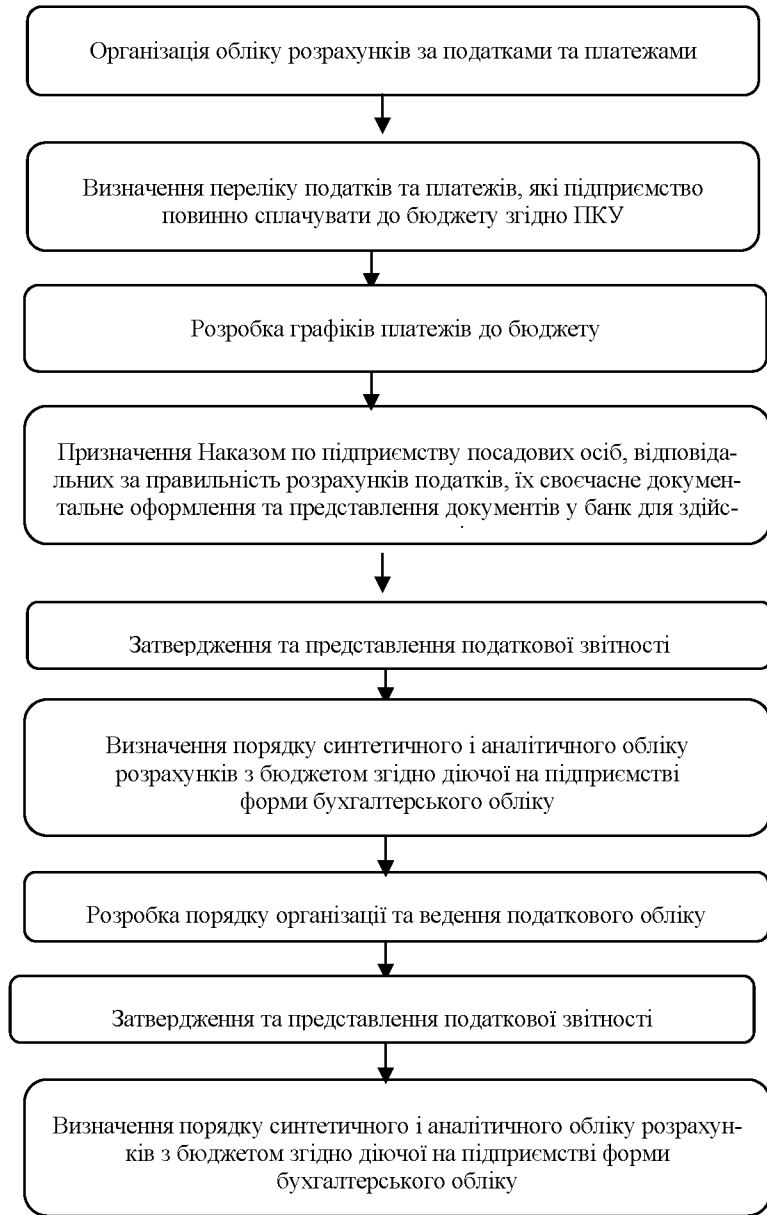 Організація обліку розрахунків за податками та платежами
Визначення переліку податків та платежів, які підприємство
повинно сплачувати до бюджету згідно ПКУ
Розробка графіків платежів до бюджету
Призначення Наказом по підприємству посадових осіб, відповіда-
льних за правильність розрахунків податків, їх своєчасне докумен-
тальне оформлення та представлення документів у банк для здійс-
Затвердження та представлення податкової звітності
Визначення порядку синтетичного і аналітичного обліку
розрахунків з бюджетом згідно діючої на підприємстві
форми бухгалтерського обліку
Розробка порядку організації та ведення податкового обліку
Затвердження та представлення податкової звітності
Визначення порядку синтетичного і аналітичного обліку розрахун-
ків з бюджетом згідно діючої на підприємстві форми
бухгалтерського обліку